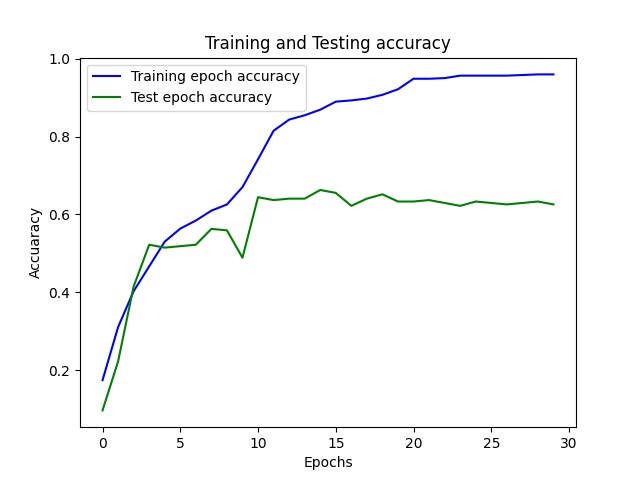 Training and Testing accuracy
Training epoch accuracy
Test epoch accuracy
1.0
0.8
0.6
0.4
0.2
Accuaracy
0
5
10
15
20
25
30
Epochs